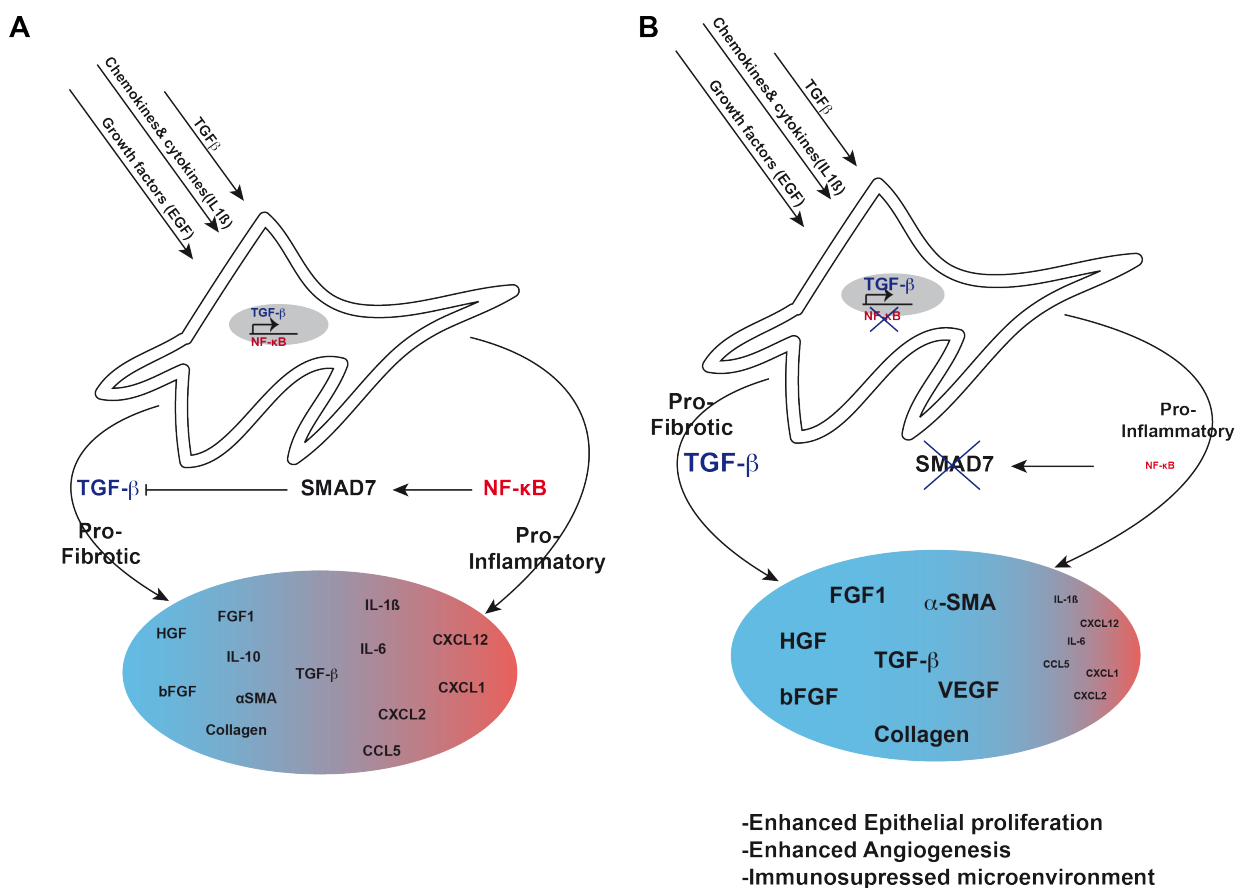 A
Chemokines& cytokines(IL1ß)
TGFβ
Growth factors (EGF)
TGF-β
NF-κB
TGF-β
SMAD7
NF-κB
Pro-
Fibrotic
Pro-
Inflammatory
IL-1ß
FGF1
HGF
CXCL12
IL-6
IL-10
TGF-β
bFGF
αSMA
CXCL1
CXCL2
Collagen
CCL5
B
Chemokines& cytokines(IL1ß)
TGFβ
Growth factors (EGF)
TGF-β
NF-κB
Pro-
Fibrotic
TGF-β
SMAD7
Pro-
Inflammatory
NF-κB
FGF1
α-SMA
IL-1ß
CXCL12
HGF
IL-6
TGF-β
CCL5
CXCL1
bFGF
VEGF
CXCL2
Collagen
-Enhanced Epithelial proliferation
-Enhanced Angiogenesis
-Immunosupressed microenvironment